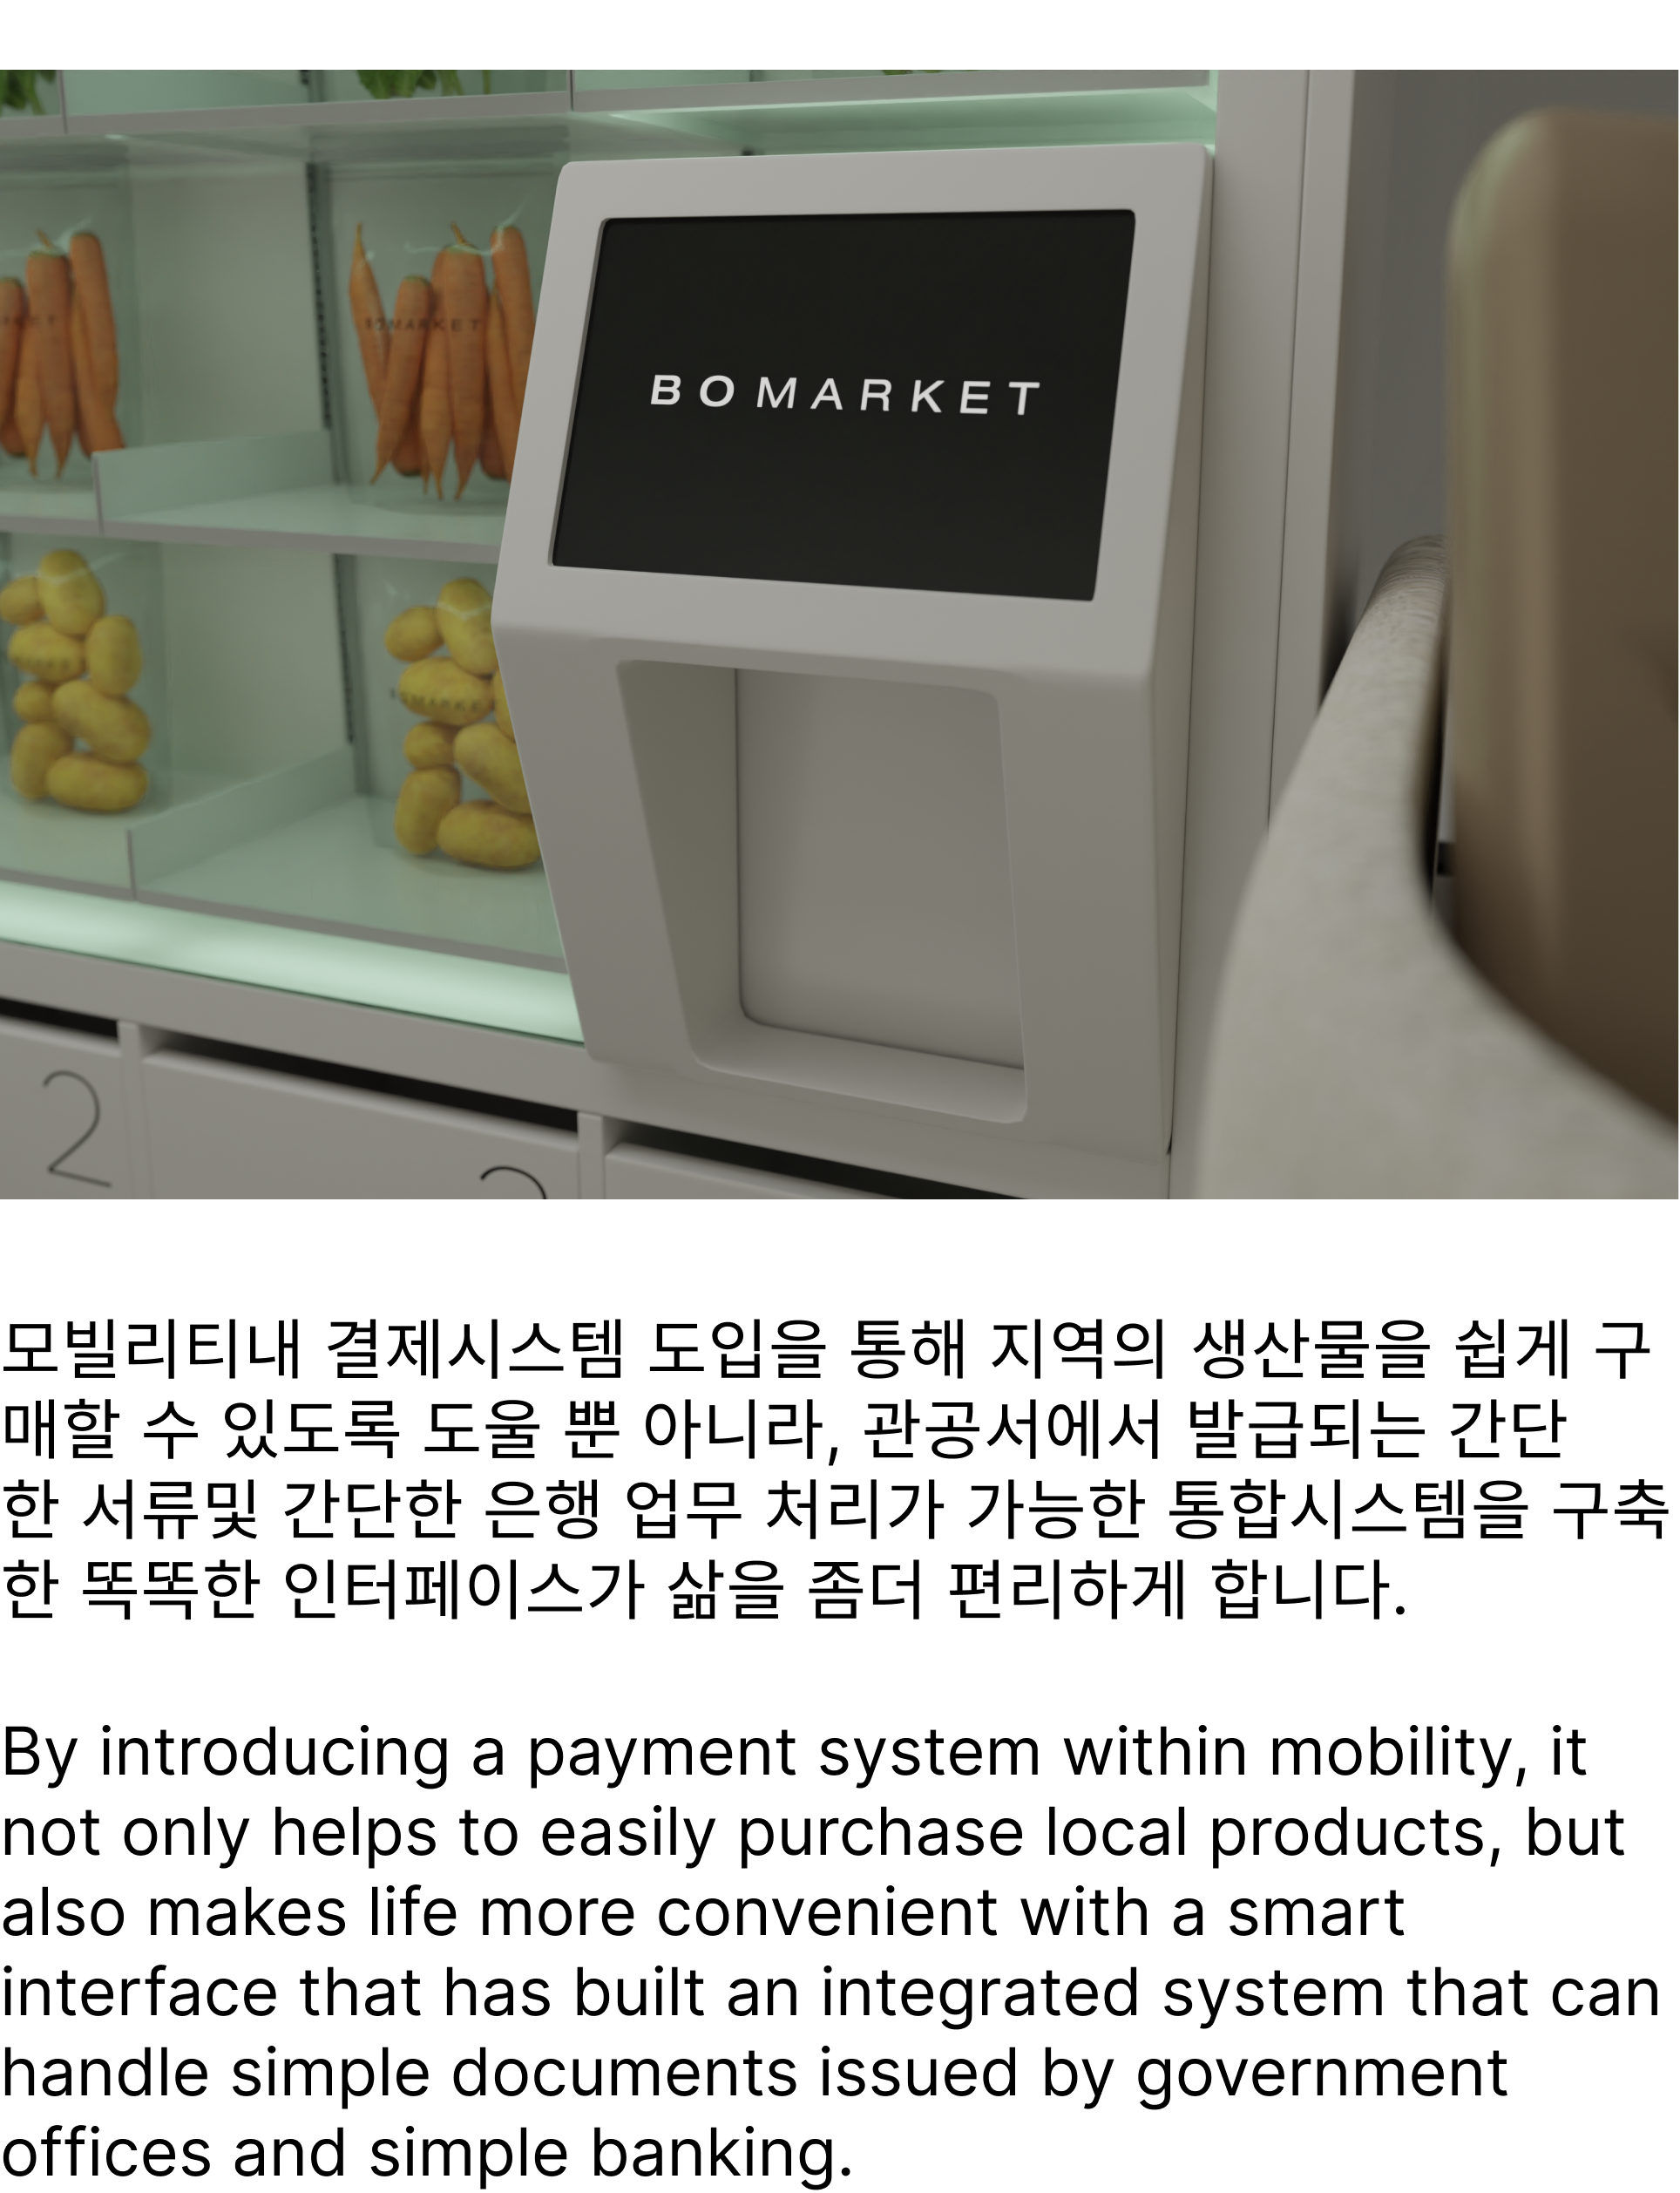 BOMARKET
BOMARKET
BOMARKET
2
모빌리티내 결제시스템 도입을 통해 지역의 생산물을 쉽게 구
매할 수 있도록 도울 뿐 아니라, 관공서에서 발급되는 간단
한 서류및 간단한 은행 업무 처리가 가능한 통합시스템을 구축
한 똑똑한 인터페이스가 삶을 좀더 편리하게 합니다.
By introducing a payment system within mobility, it
not only helps to easily purchase local products, but
also makes life more convenient with a smart
interface that has built an integrated system that can
handle simple documents issued by government
offices and simple banking.